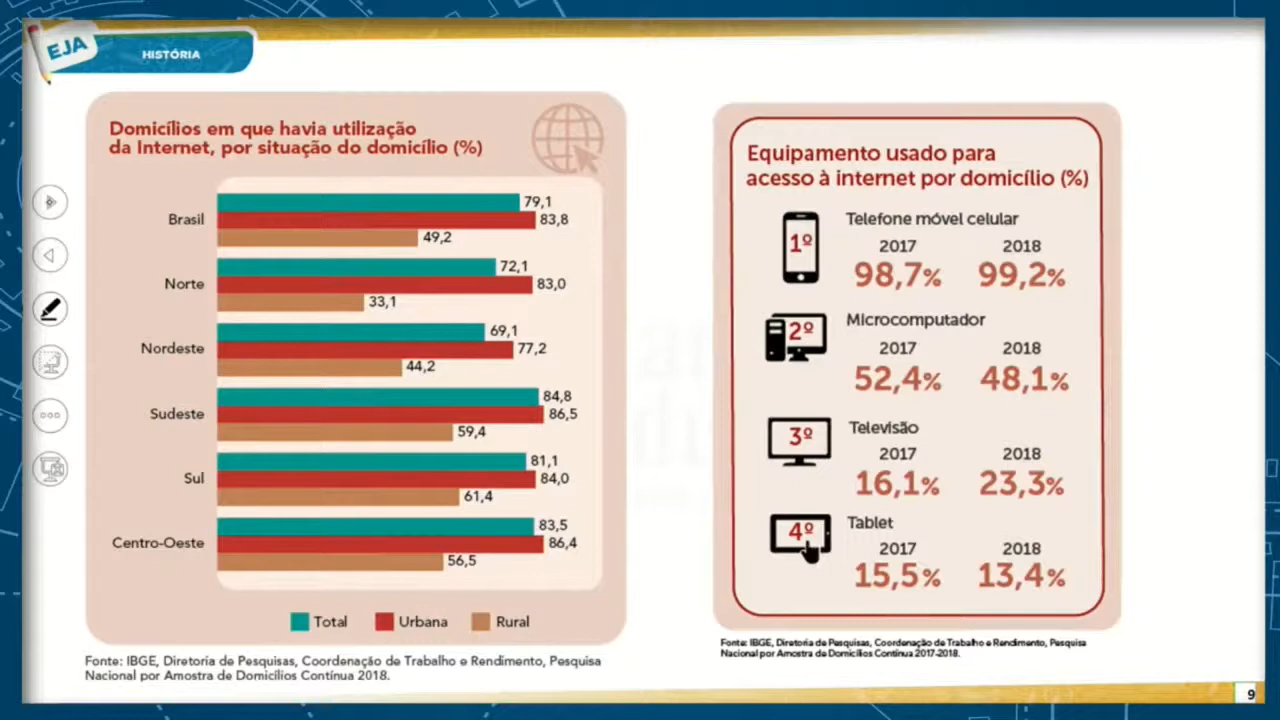 EJA
HISTÓRIA
Domicílios em que havia utilização
da Internet, por situação do domicílio (%)
Brasil
79,1
83,8
49,2
Norte
72,1
83,0
33,1
Nordeste
69,1
77,2
44,2
Sudeste
84,8
86,5
59,4
Sul
81,1
84,0
61,4
Centro-Oeste
83,5
86,4
56,5
Total Urbana Rural
Fonte: IBGE, Diretoria de Pesquisas, Coordenação de Trabalho e Rendimento, Pesquisa
Nacional por Amostra de Domicílios Contínua 2018.
Equipamento usado para
acesso à internet por domicílio (%)
1º
Telefone móvel celular
2017 2018
98,7% 99,2%
2º
Microcomputador
2017 2018
52,4% 48,1%
3º
Televisão
2017 2018
16,1% 23,3%
4º
Tablet
2017 2018
15,5% 13,4%
Fonte: IBGE, Diretoria de Pesquisas, Coordenação de Trabalho e Rendimento, Pesquisa
Nacional por Amostra de Domicílios Contínua 2017-2018.
9